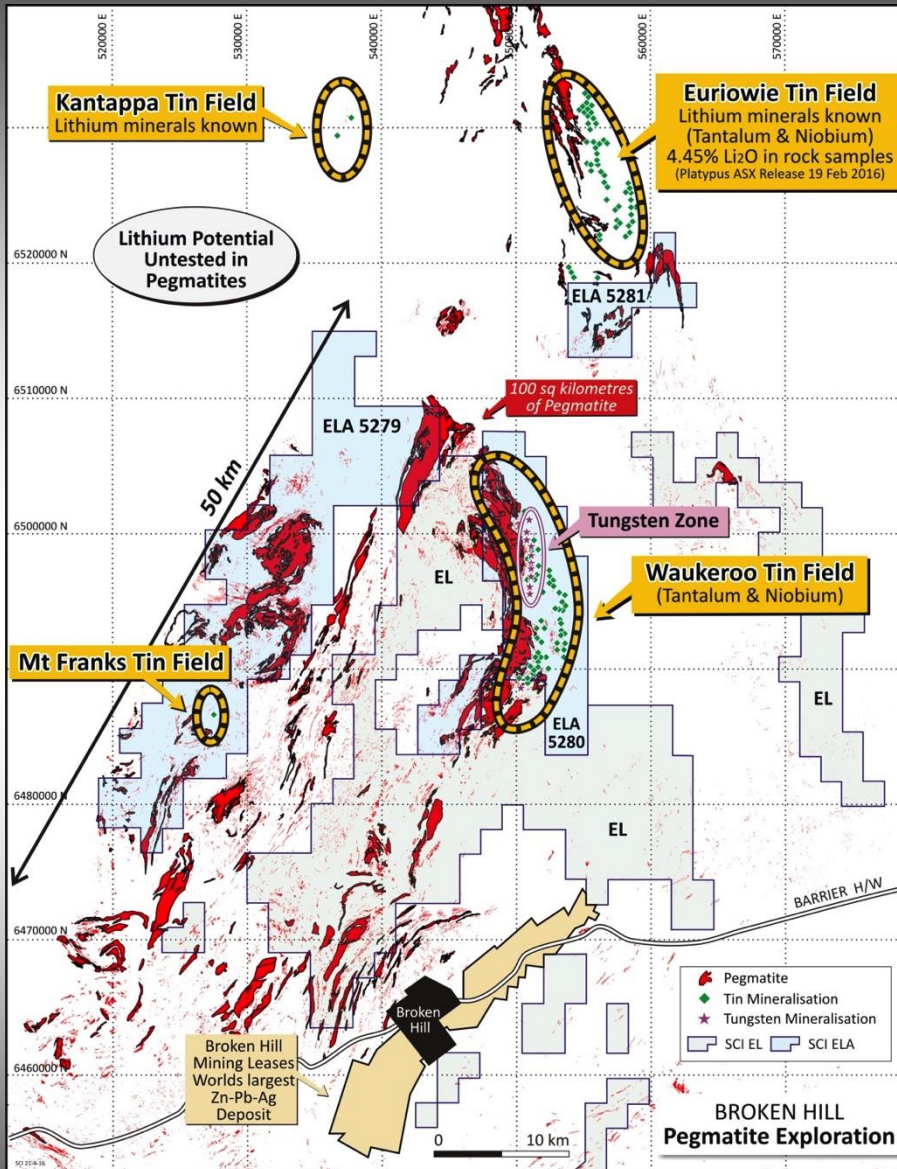 520000 E
530000 E
540000 E
560000 E
570000 E
Kantappa Tin Field
Lithium minerals known
Euriowie Tin Field
Lithium minerals known
(Tantalum & Niobium)
4.45% Li2O in rock samples
(Platypus ASX Release 19 Feb 2016)
Lithium Potential
Untested in
Pegmatites
6520000 N
ELA 5281
6510000 N
100 sq kilometres
of Pegmatite
ELA 5279
50 km
6500000 N
Tungsten Zone
EL
Waukeroo Tin Field
(Tantalum & Niobium)
Mt Franks Tin Field
EL
ELA
5280
6480000 N
EL
BARRIER H/W
6470000 N
Pegmatite
Tin Mineralisation
Tungsten Mineralisation
SCI EL
SCI ELA
Broken
Hill
Broken Hill
Mining Leases
Worlds largest
Zn-Pb-Ag
Deposit
6460000 N
0
10 km
BROKEN HILL
Pegmatite Exploration
SCI 21-4-16